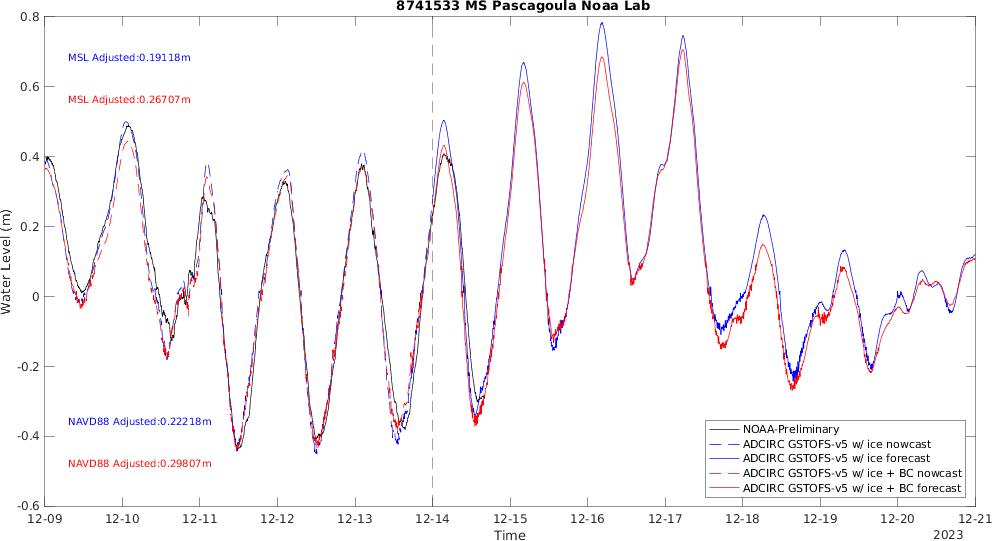 8741533 MS Pascagoula Noaa Lab
0.8
0.6
0.4
0.2
0
-0.2
-0.4
-0.6
Water Level (m)
MSL Adjusted:0.19118m
MSL Adjusted:0.26707m
NAVD88 Adjusted:0.22218m
NAVD88 Adjusted:0.29807m
NOAA-Preliminary
ADCIRC GSTOFS-v5 w/ ice nowcast
ADCIRC GSTOFS-v5 w/ ice forecast
ADCIRC GSTOFS-v5 w/ ice + BC nowcast
ADCIRC GSTOFS-v5 w/ ice + BC forecast
12-09 12-10 12-11 12-12 12-13 12-14 12-15 12-16 12-17 12-18 12-19 12-20 12-21
Time
2023